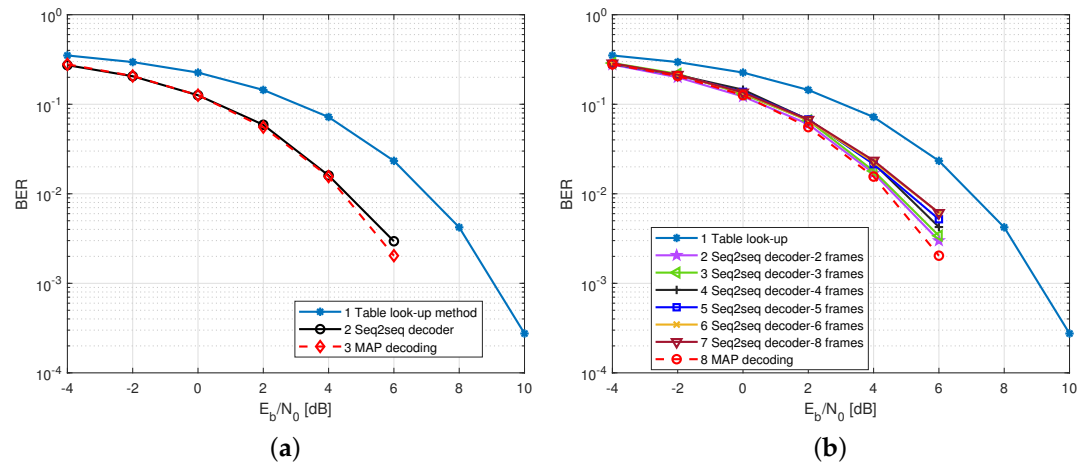 10^0
10^-1
10^-2
10^-3
10^-4
BER
-4 -2 0 2 4 6 8 10
E_b/N_0 [dB]
1 Table look-up method
2 Seq2seq decoder
3 MAP decoding
(a)
10^0
10^-1
10^-2
10^-3
10^-4
BER
-4 -2 0 2 4 6 8 10
E_b/N_0 [dB]
1 Table look-up
2 Seq2seq decoder-2 frames
3 Seq2seq decoder-3 frames
4 Seq2seq decoder-4 frames
5 Seq2seq decoder-5 frames
6 Seq2seq decoder-6 frames
7 Seq2seq decoder-8 frames
8 MAP decoding
(b)